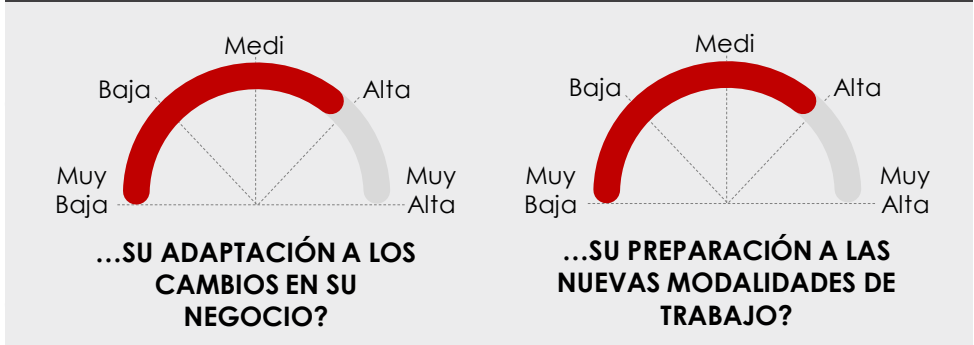 Medi
Baja
Alta
Muy
Baja
Muy
Alta
...SU ADAPTACIÓN A LOS
CAMBIOS EN SU
NEGOCIO?
Medi
Baja
Alta
Muy
Baja
Muy
Alta
...SU PREPARACIÓN A LAS
NUEVAS MODALIDADES DE
TRABAJO?